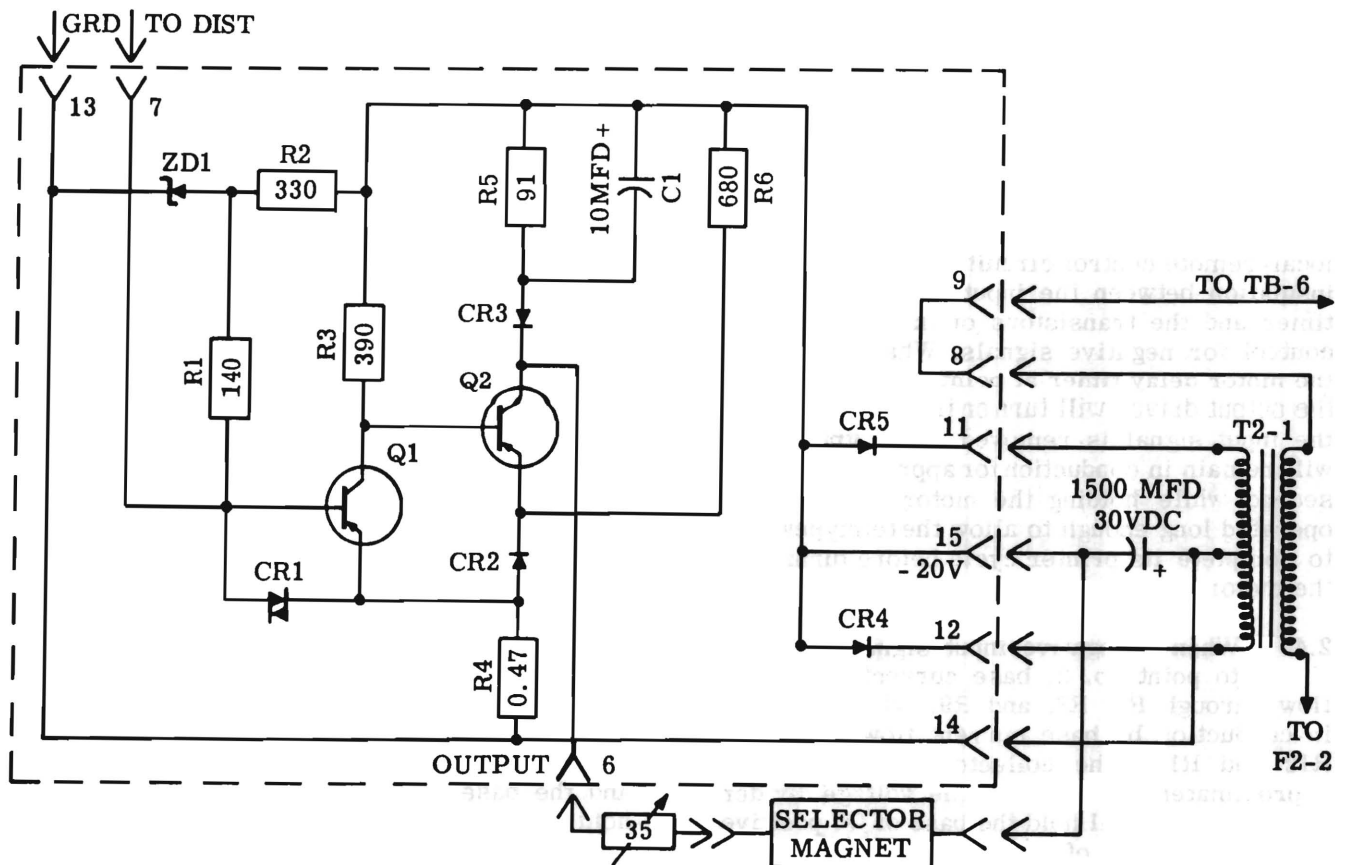 GRD TO DIST
13 7
ZD1
R2
330
R5
91
10MFD +
C1
680
R6
R1
140
R3
390
CR3
Q2
Q1
CR1
CR2
R4
0.47
9
TO TB-6
8
CR5
11
T2-1
1500 MFD
30VDC
+
15
-20V
CR4
12
14
TO
F2-2
OUTPUT 6
35
SELECTOR
MAGNET